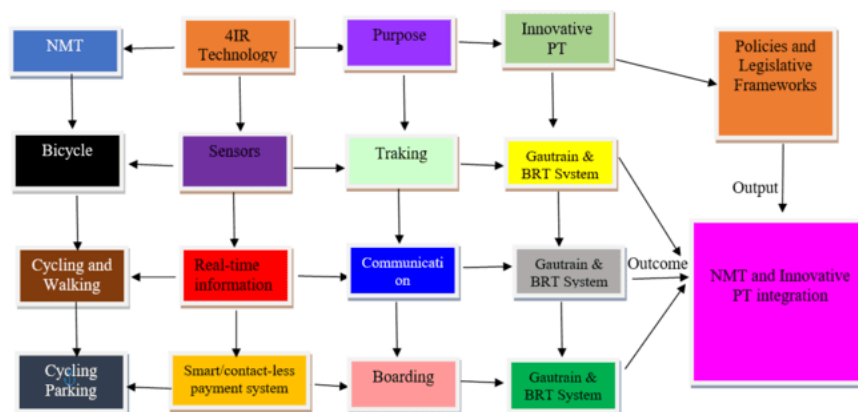 NMT
4IR
Technology
Purpose
Innovative
PT
Policies and
Legislative
Frameworks
Bicycle
Sensors
Traking
Gautrain &
BRT System
Output
Cycling and
Walking
Real-time
information
Communicati
on
Gautrain &
BRT System
Outcome
NMT and Innovative
PT integration
Cycling
Parking
Smart/contact-less
payment system
Boarding
Gautrain &
BRT System